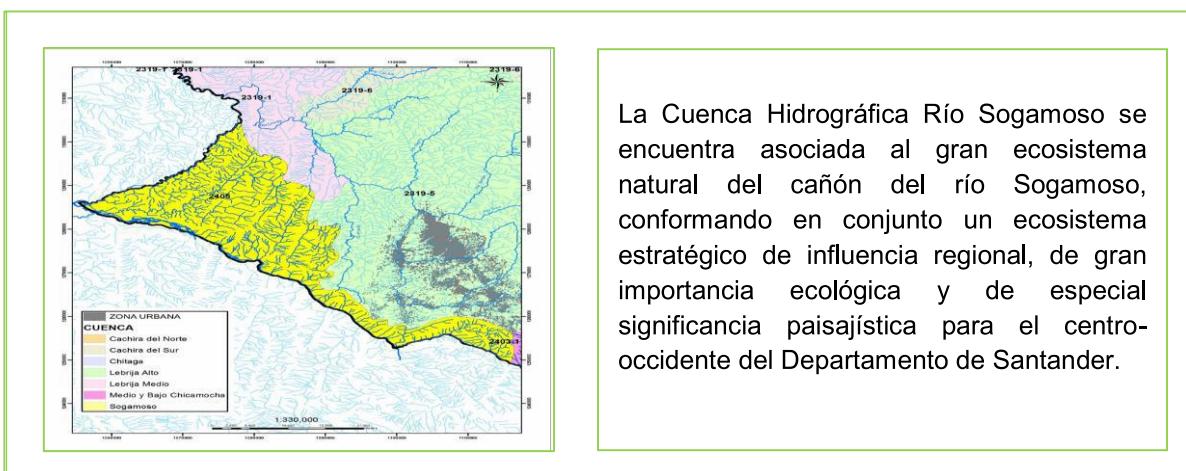 2319-1
2319-6
2319-1
2319-6
2405
2319-5
2403-1
ZONA URBANA
CUENCA
Cachira del Norte
Cachira del Sur
Chitaga
Lebrija Alto
Lebrija Medio
Medio y Bajo Chicamocha
Sogamoso
1:330,000
La Cuenca Hidrográfica Río Sogamoso se
encuentra asociada al gran ecosistema
natural del cañón del río Sogamoso,
conformando en conjunto un ecosistema
estratégico de influencia regional, de gran
importancia ecológica y de especial
significancia paisajística para el centro-
occidente del Departamento de Santander.